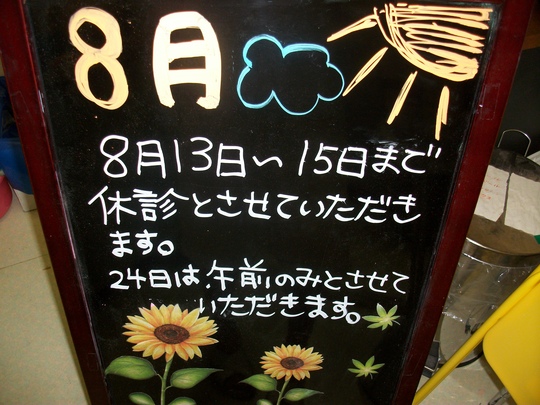 8月
8月13日〜15日まで
休診とさせていただき
ます。
24日は、午前のみとさせて
いただきます。